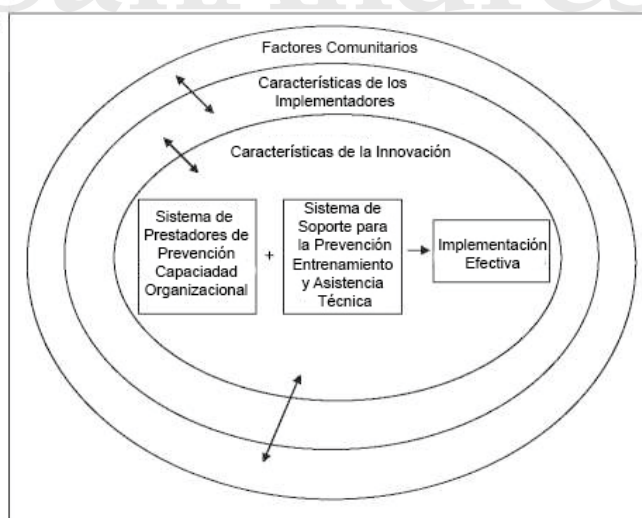 Factores Comunitarios
Características de los
Implementadores
Características de la Innovación
Sistema de
Prestadores de
Prevención
Capaciadad
Organizacional
+
Sistema de
Soporte para
la Prevención
Entrenamiento
y Asistencia
Técnica
Implementación
Efectiva